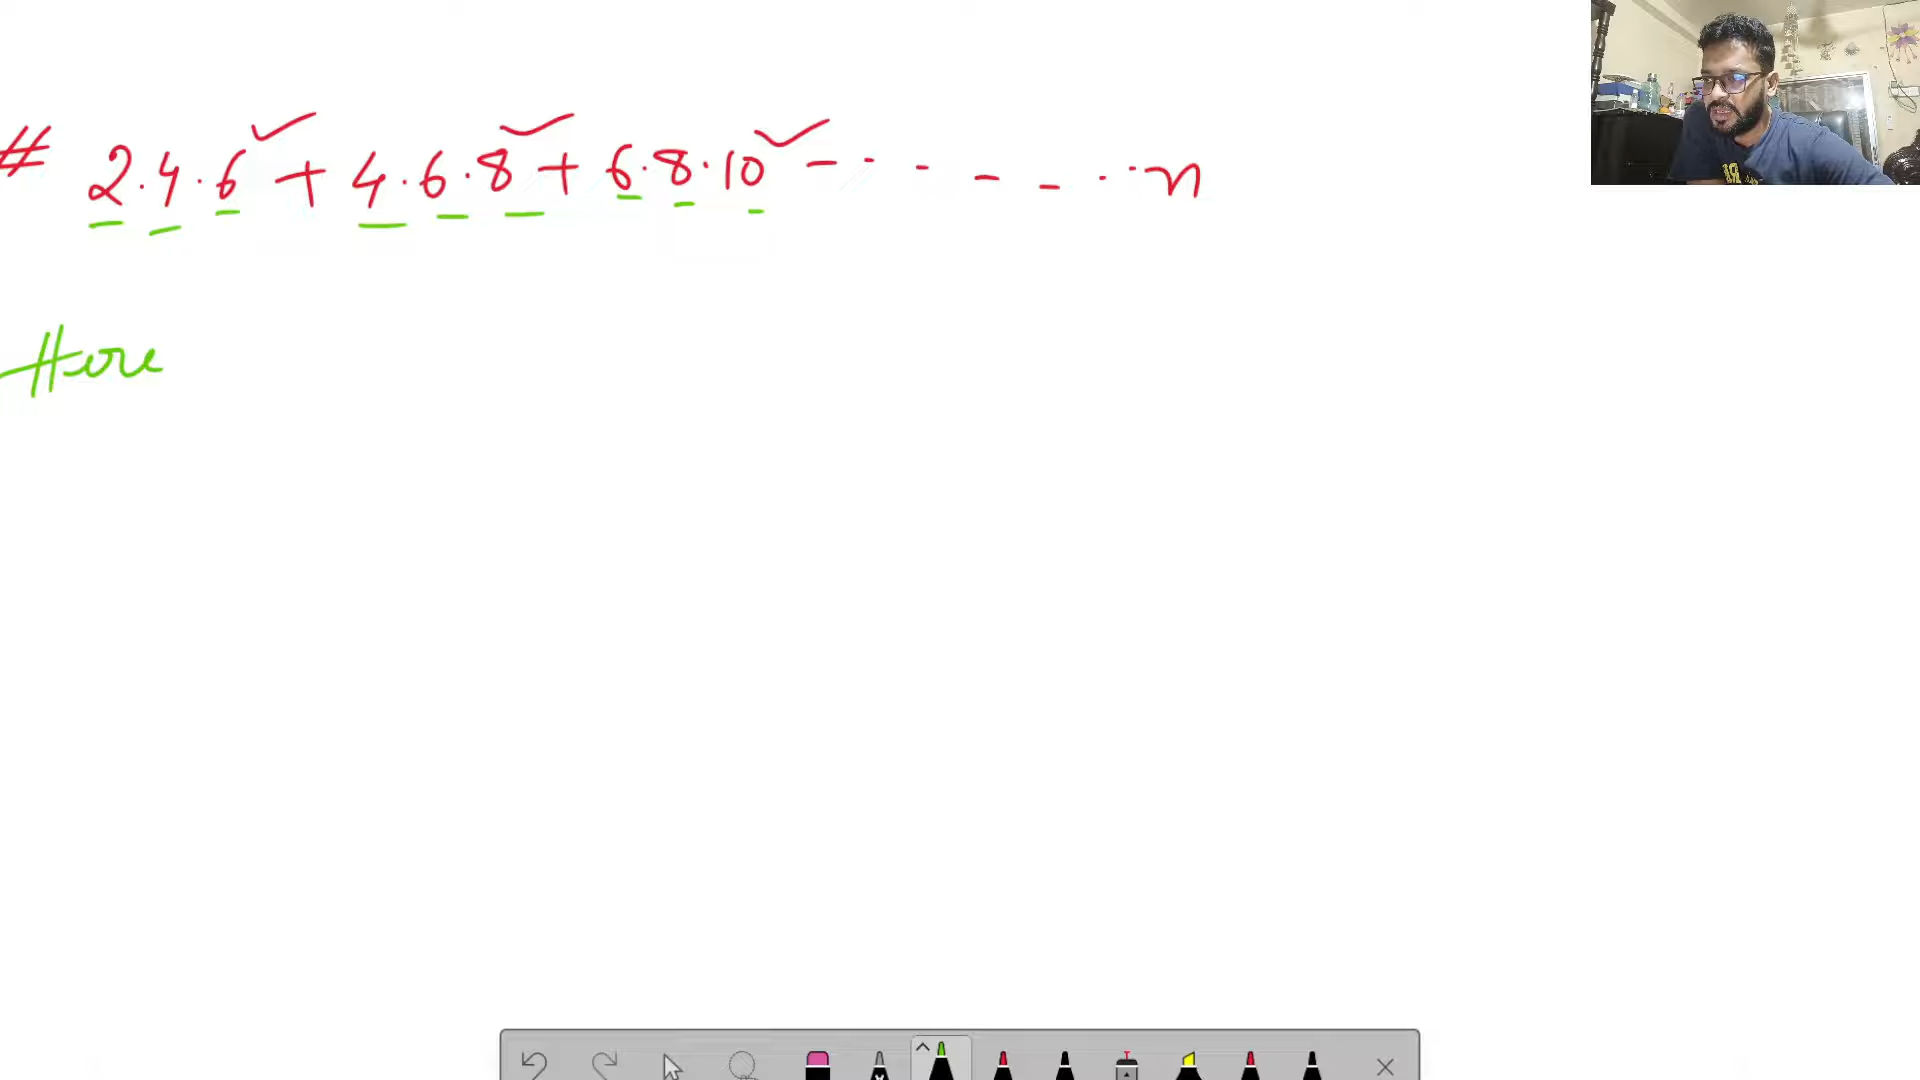 # 2.4.6 + 4.6.8 + 6.8.10 - - - - - - - n
Here